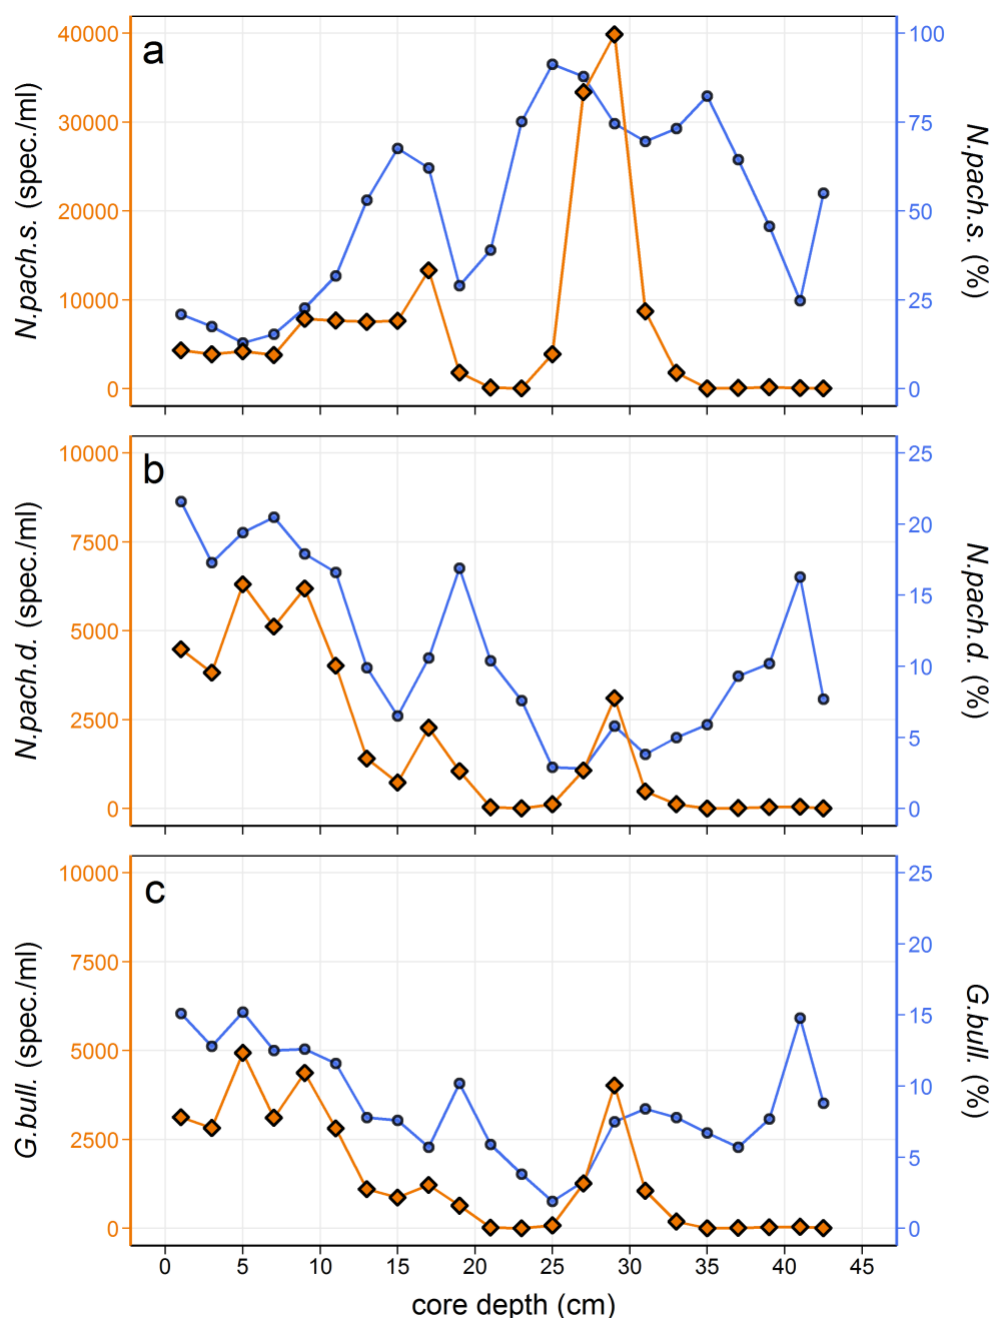 a
N.pach.s. (spec./ml)
40000
30000
20000
10000
0
100
75
50
25
0
N.pach.s. (%)
b
N.pach.d. (spec./ml)
10000
7500
5000
2500
0
25
20
15
10
5
0
N.pach.d. (%)
c
G.bull. (spec./ml)
10000
7500
5000
2500
0
25
20
15
10
5
0
G.bull. (%)
0 5 10 15 20 25 30 35 40 45
core depth (cm)